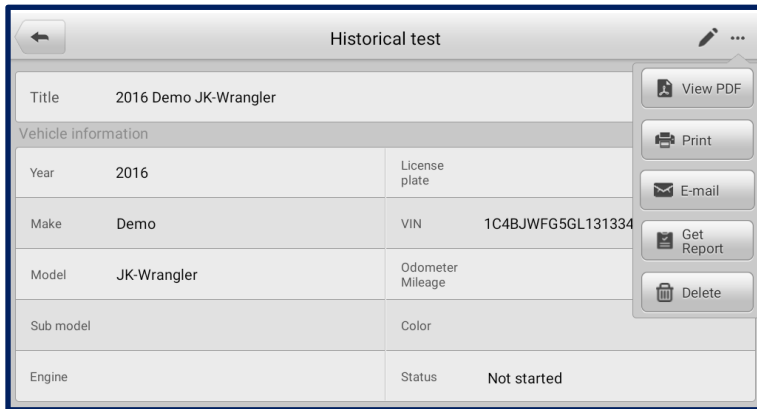 Historical test
View PDF
Title 2016 Demo JK-Wrangler
Vehicle information
Print
Year 2016 License
plate
E-mail
Make Demo VIN 1C4BJWFG5GL131334
Get
Report
Model JK-Wrangler Odometer
Mileage
Delete
Sub model Color
Engine Status Not started